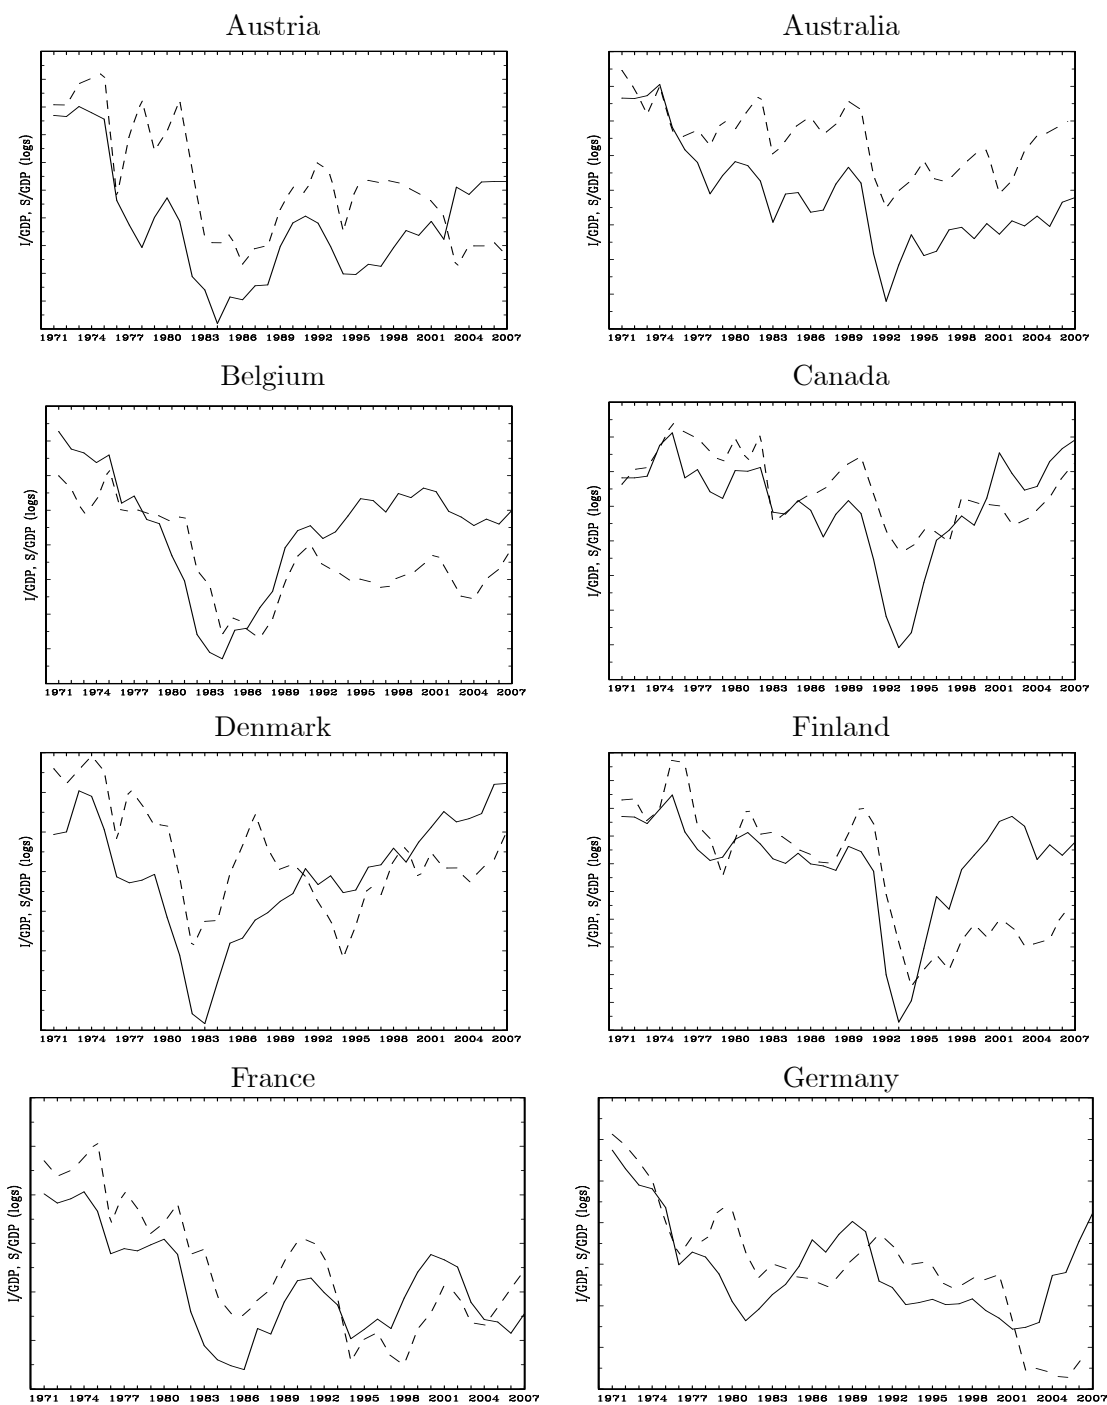 Austria
I/GDP, S/GDP (logs)
1971 1974 1977 1980 1983 1986 1989 1992 1995 1998 2001 2004 2007
Australia
I/GDP, S/GDP (logs)
1971 1974 1977 1980 1983 1986 1989 1992 1995 1998 2001 2004 2007
Belgium
I/GDP, S/GDP (logs)
1971 1974 1977 1980 1983 1986 1989 1992 1995 1998 2001 2004 2007
Canada
I/GDP, S/GDP (logs)
1971 1974 1977 1980 1983 1986 1989 1992 1995 1998 2001 2004 2007
Denmark
I/GDP, S/GDP (logs)
1971 1974 1977 1980 1983 1986 1989 1992 1995 1998 2001 2004 2007
Finland
I/GDP, S/GDP (logs)
1971 1974 1977 1980 1983 1986 1989 1992 1995 1998 2001 2004 2007
France
I/GDP, S/GDP (logs)
1971 1974 1977 1980 1983 1986 1989 1992 1995 1998 2001 2004 2007
Germany
I/GDP, S/GDP (logs)
1971 1974 1977 1980 1983 1986 1989 1992 1995 1998 2001 2004 2007